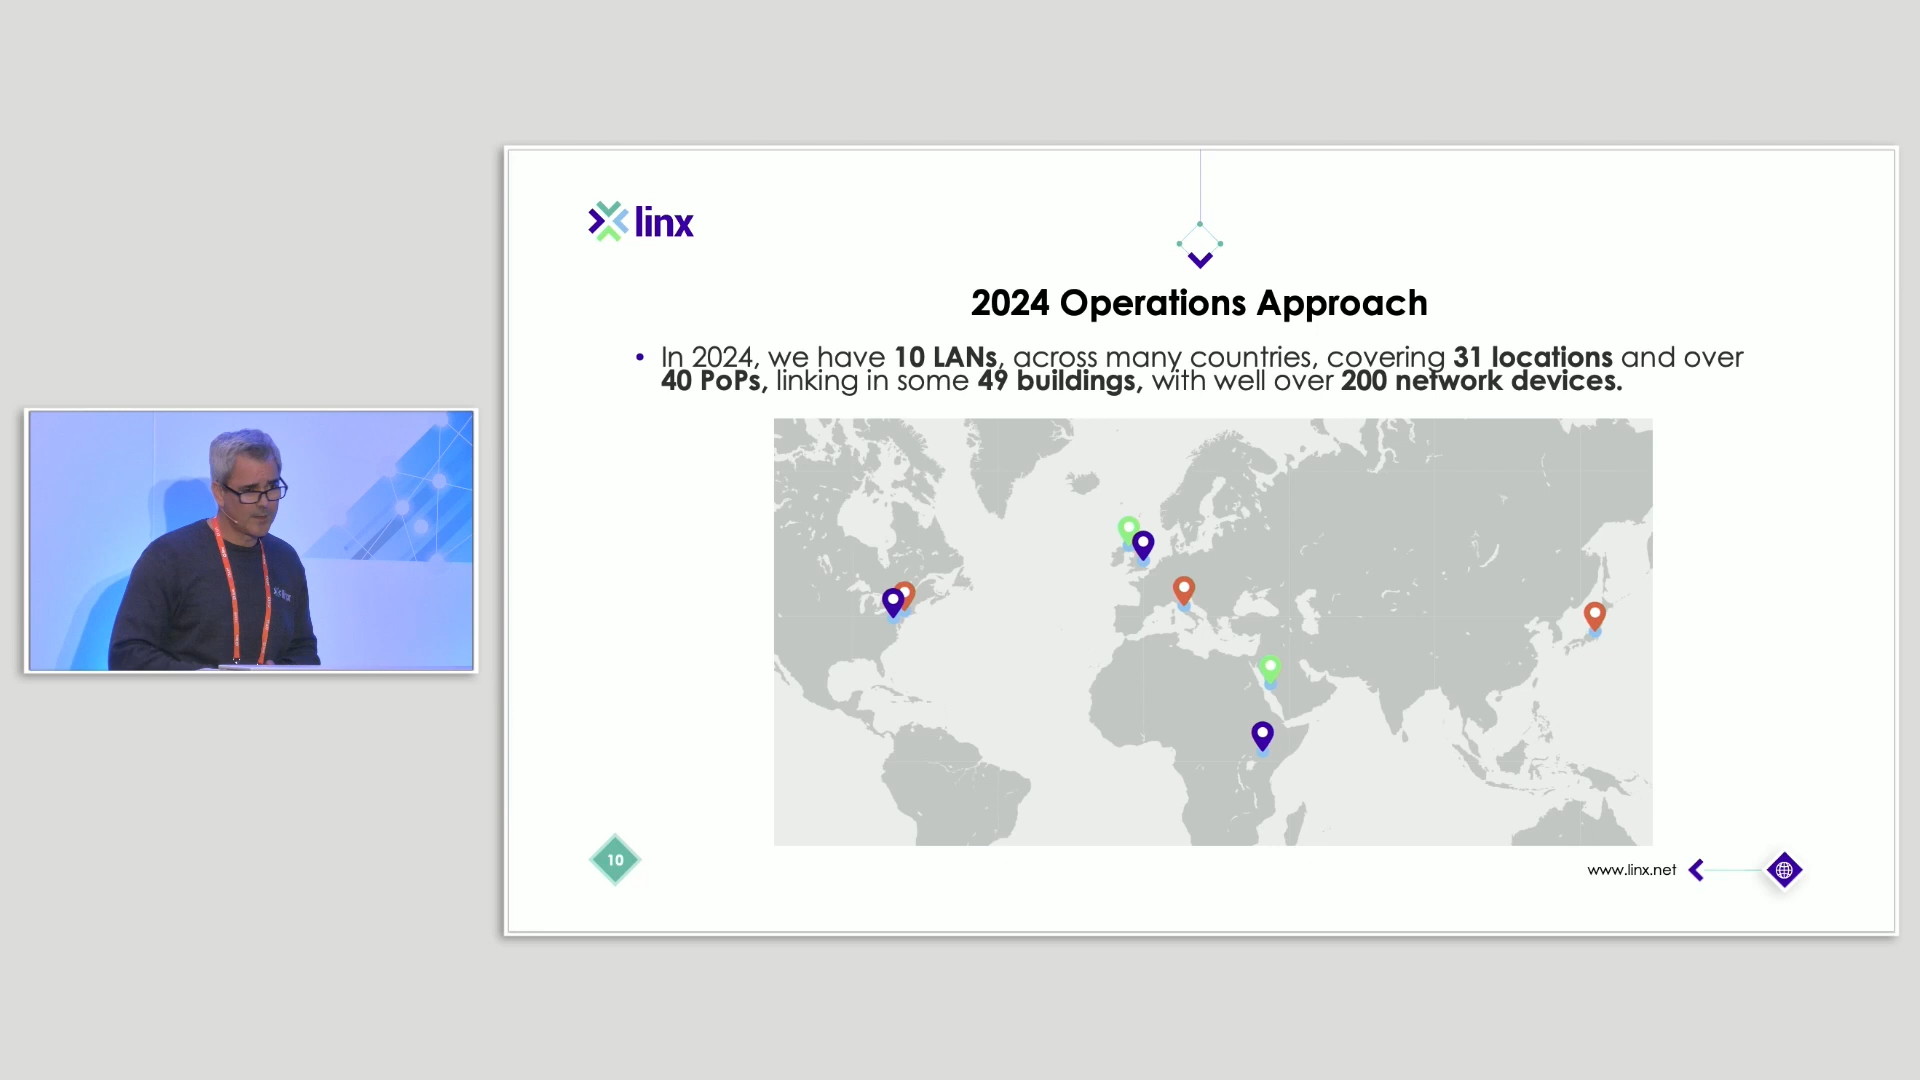 linx
2024 Operations Approach
• In 2024, we have 10 LANs, across many countries, covering 31 locations and over
40 PoPs, linking in some 49 buildings, with well over 200 network devices.
linx
10
www.linx.net